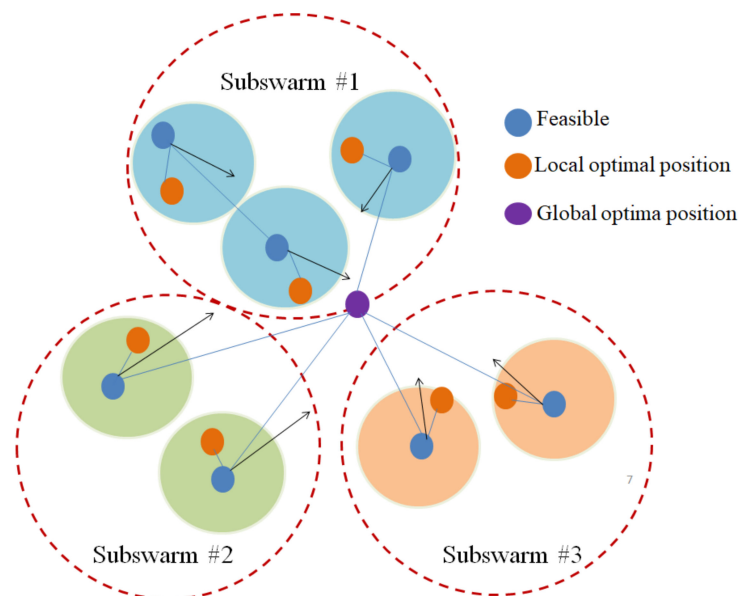 Subswarm #1
Feasible
Local optimal position
Global optima position
7
Subswarm #2
Subswarm #3